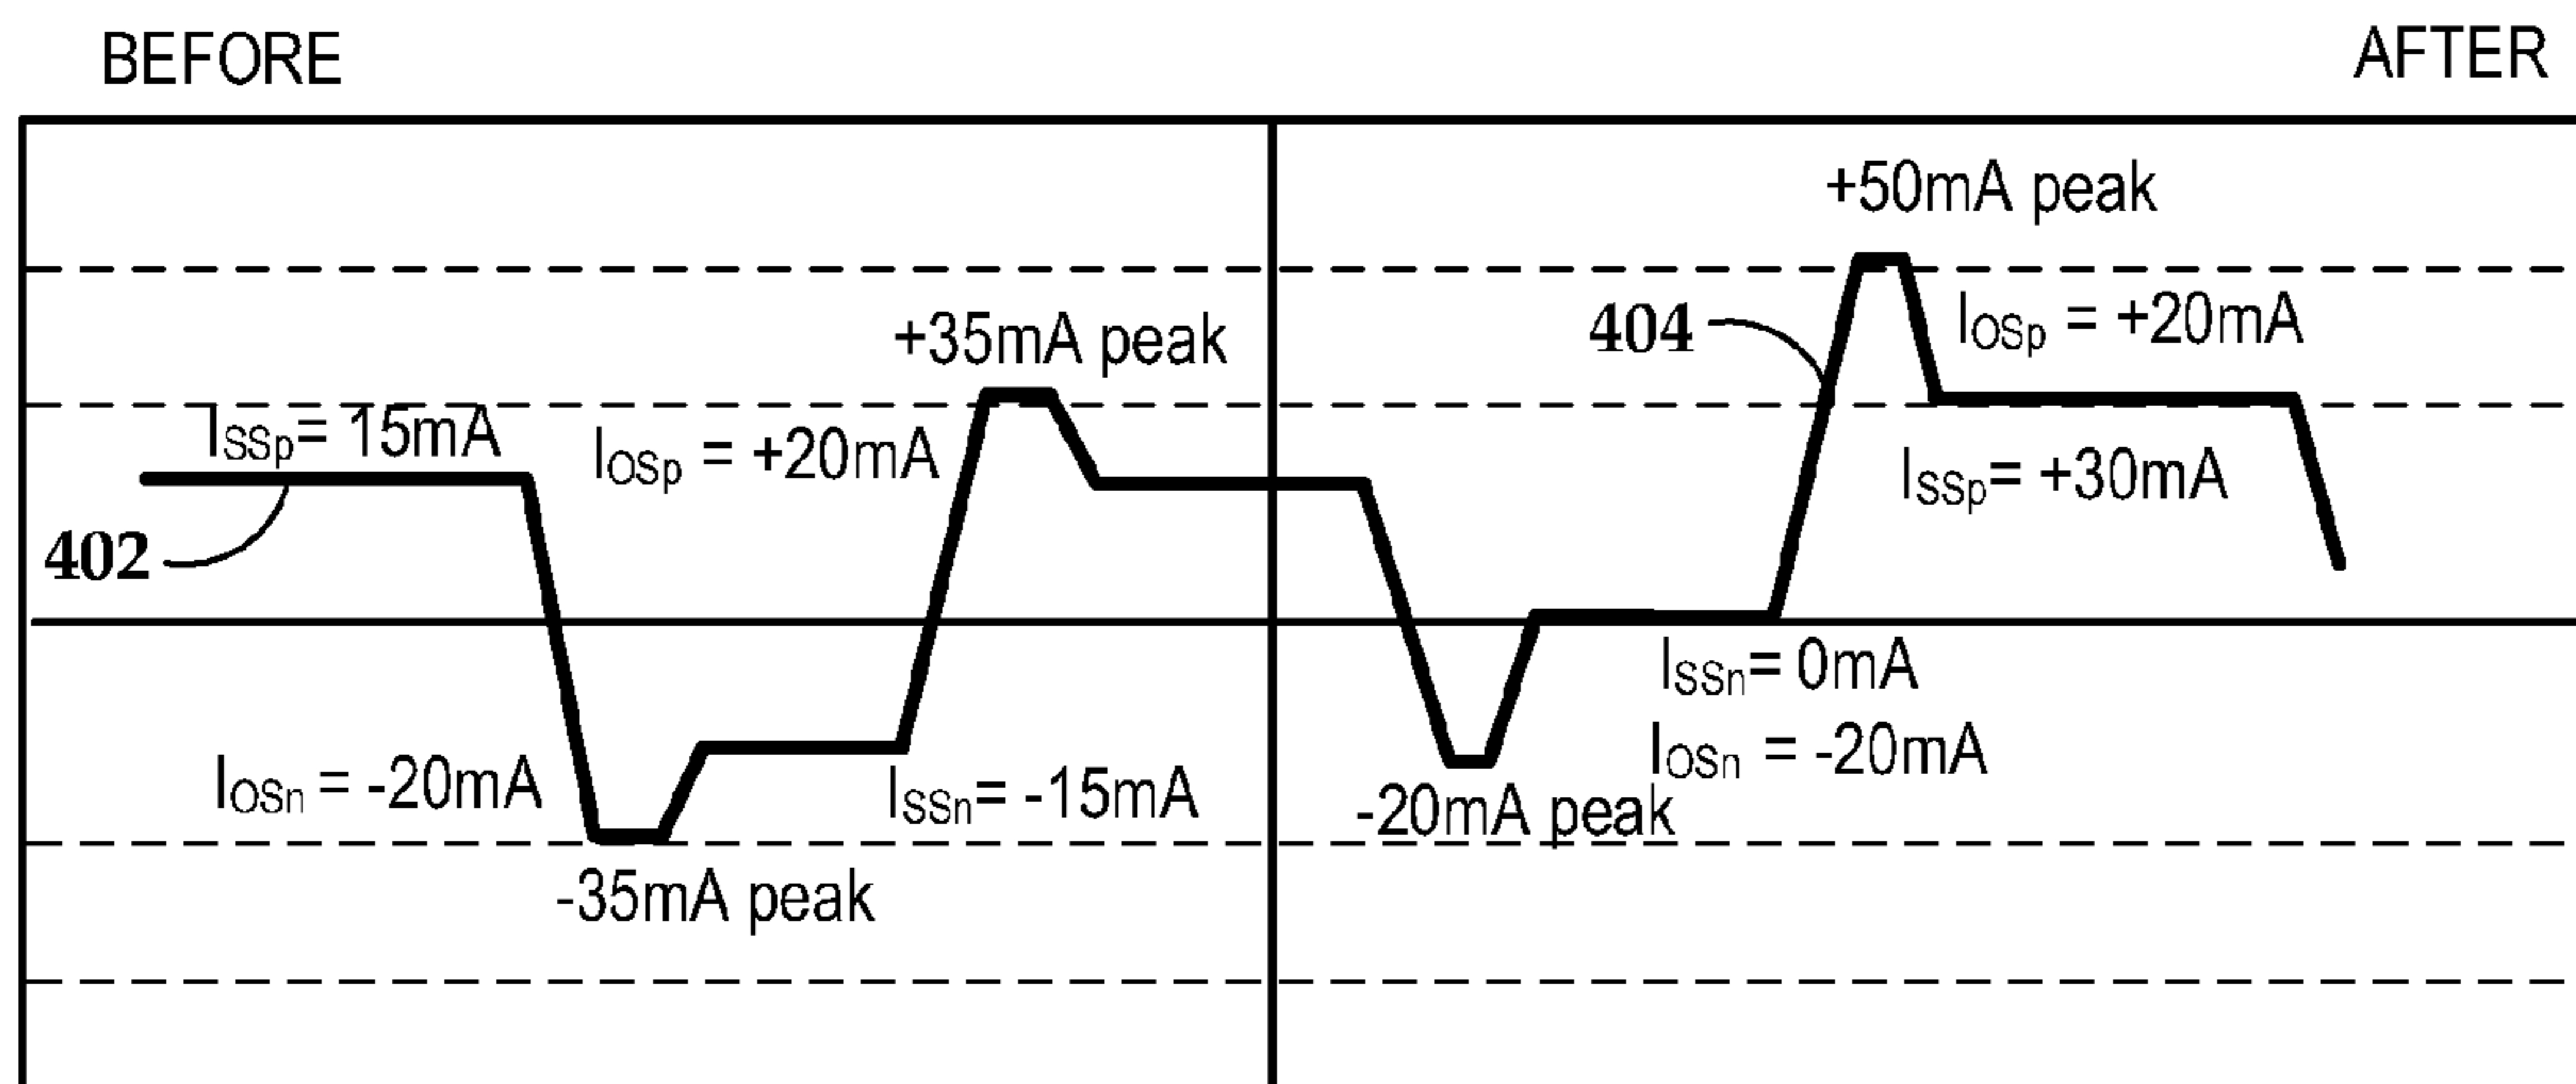 BEFORE
AFTER
+50mA peak
404
IOSp = +20mA
+35mA peak
ISSp= 15mA
IOSp = +20mA
ISSp= +30mA
402
ISSn= 0mA
IOSn = -20mA
IOSn = -20mA
ISSn= -15mA
-20mA peak
-35mA peak